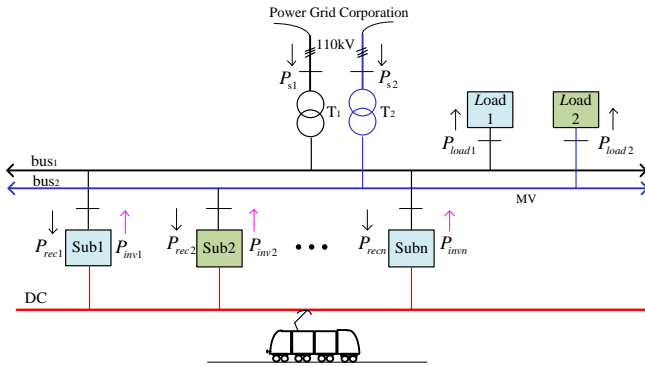 Power Grid Corporation
110kV
Ps1
Ps2
T1
T2
Load
1
Load
2
Pload1
Pload2
bus1
bus2
MV
Prec1
Sub1
Pinv1
Prec2
Sub2
Pinv2
•••
Precn
Subn
Pinvn
DC